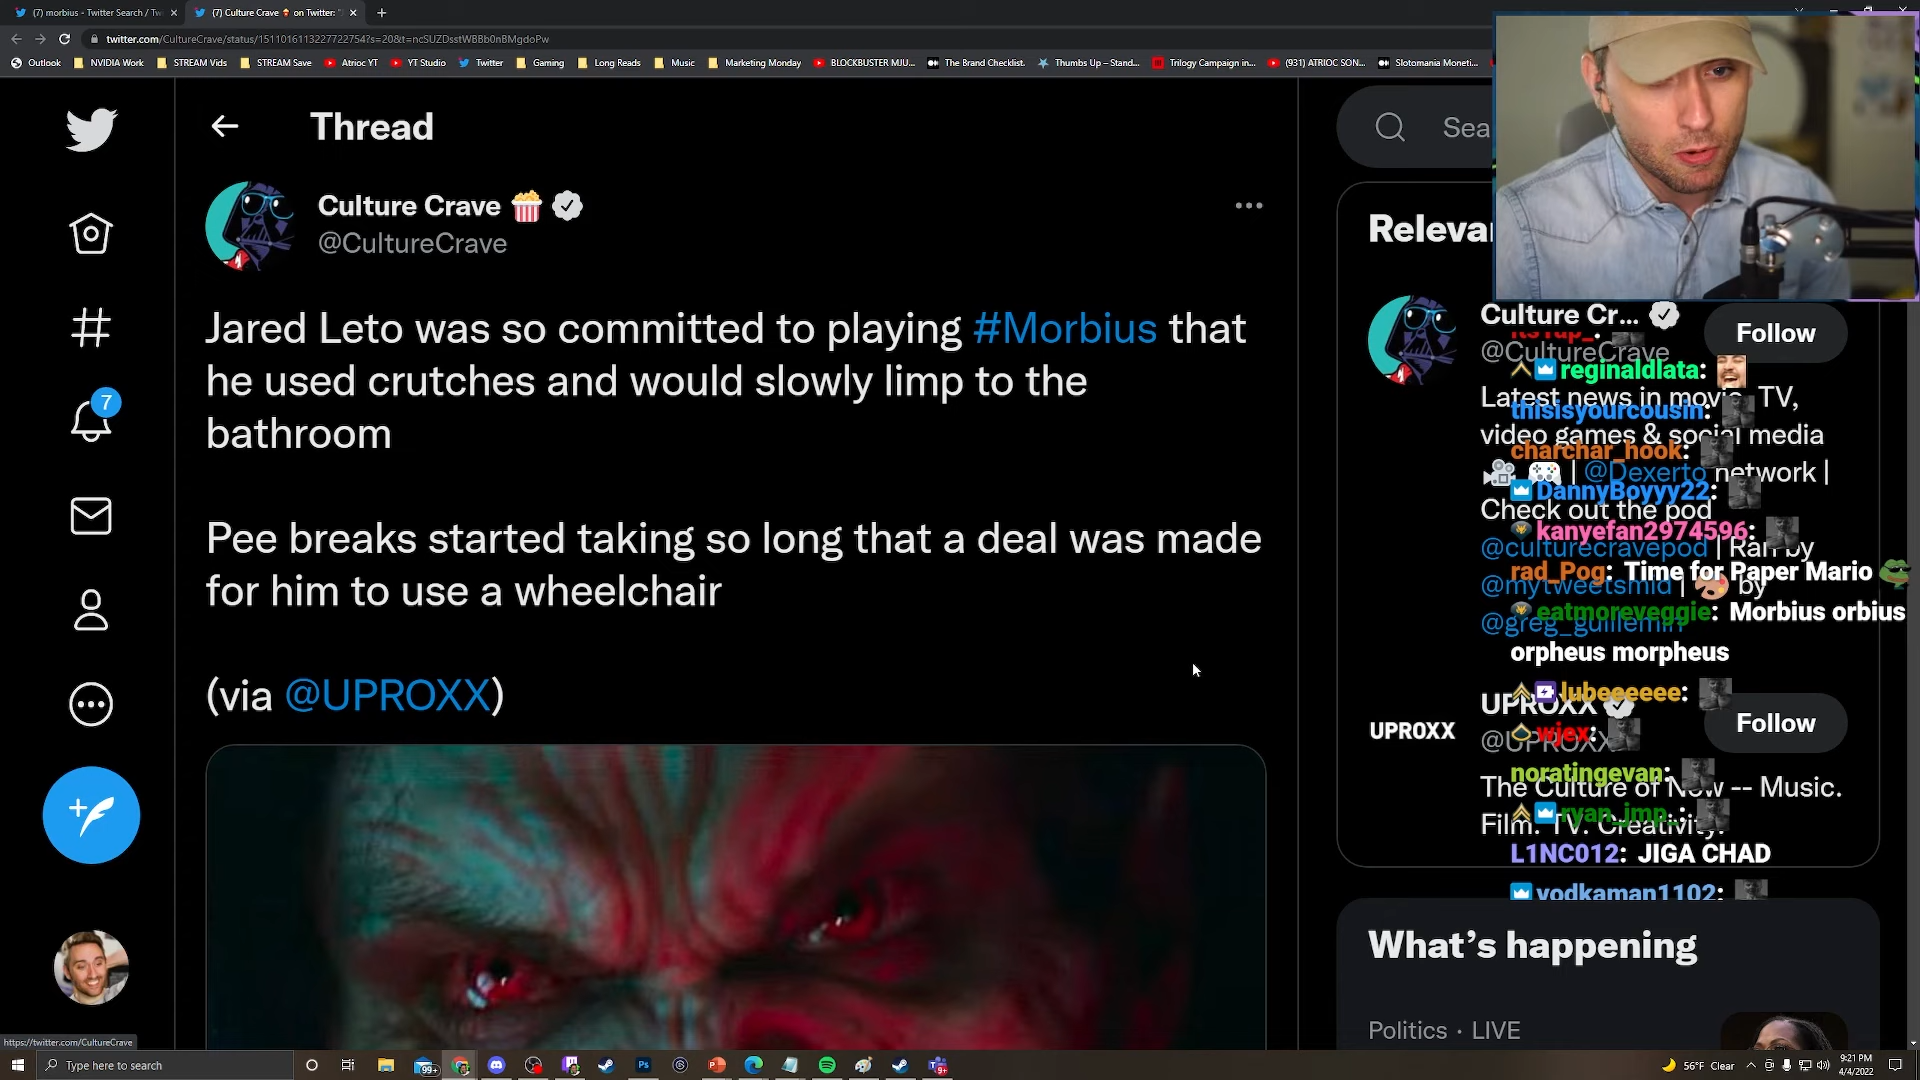 (7) morbius - Twitter Search / Tw
(7) Culture Crave 🍿 on Twitter: "
twitter.com/CultureCrave/status/1511016113227722754?s=20&t=ncSUZDsstWBBb0nBMgdoPw
Outlook
NVIDIA Work
STREAM Vids
STREAM Save
Atrioc YT
YT Studio
Twitter
Gaming
Long Reads
Music
Marketing Monday
BLOCKBUSTER MJU...
The Brand Checklist.
Thumbs Up – Stand...
Trilogy Campaign in...
(931) ATRIOC SON...
Slotomania Moneti...
Thread
Culture Crave 🍿
@CultureCrave
Jared Leto was so committed to playing #Morbius that
he used crutches and would slowly limp to the
bathroom
Pee breaks started taking so long that a deal was made
for him to use a wheelchair
(via @UPROXX)
7
Sea
Releva
Culture Cr...
Follow
@CultureCrave
Latest news in movie, TV,
video games & social media
🎥 🎮 | @Dexerto network |
Check out the pod
@culturecravepod | Ran by
@mytweetsmid | 🎨 by
@greg_guillemin
UPROXX
UPROXX
Follow
@UPROXX
The Culture of Now -- Music.
Film. TV. Creativity.
reginaldlata:
thisisyourcousin:
charchar_hook:
DannyBoyyy22:
kanyefan2974596:
rad_Pog: Time for Paper Mario
eatmoreveggie: Morbius orbius
orpheus morpheus
lubeeeeee:
wjex:
noratingevan:
ryan_jmp_:
L1NC012: JIGA CHAD
vodkaman1102:
What's happening
Politics · LIVE
https://twitter.com/CultureCrave
Type here to search
99+
56°F Clear
9:21 PM
4/4/2022